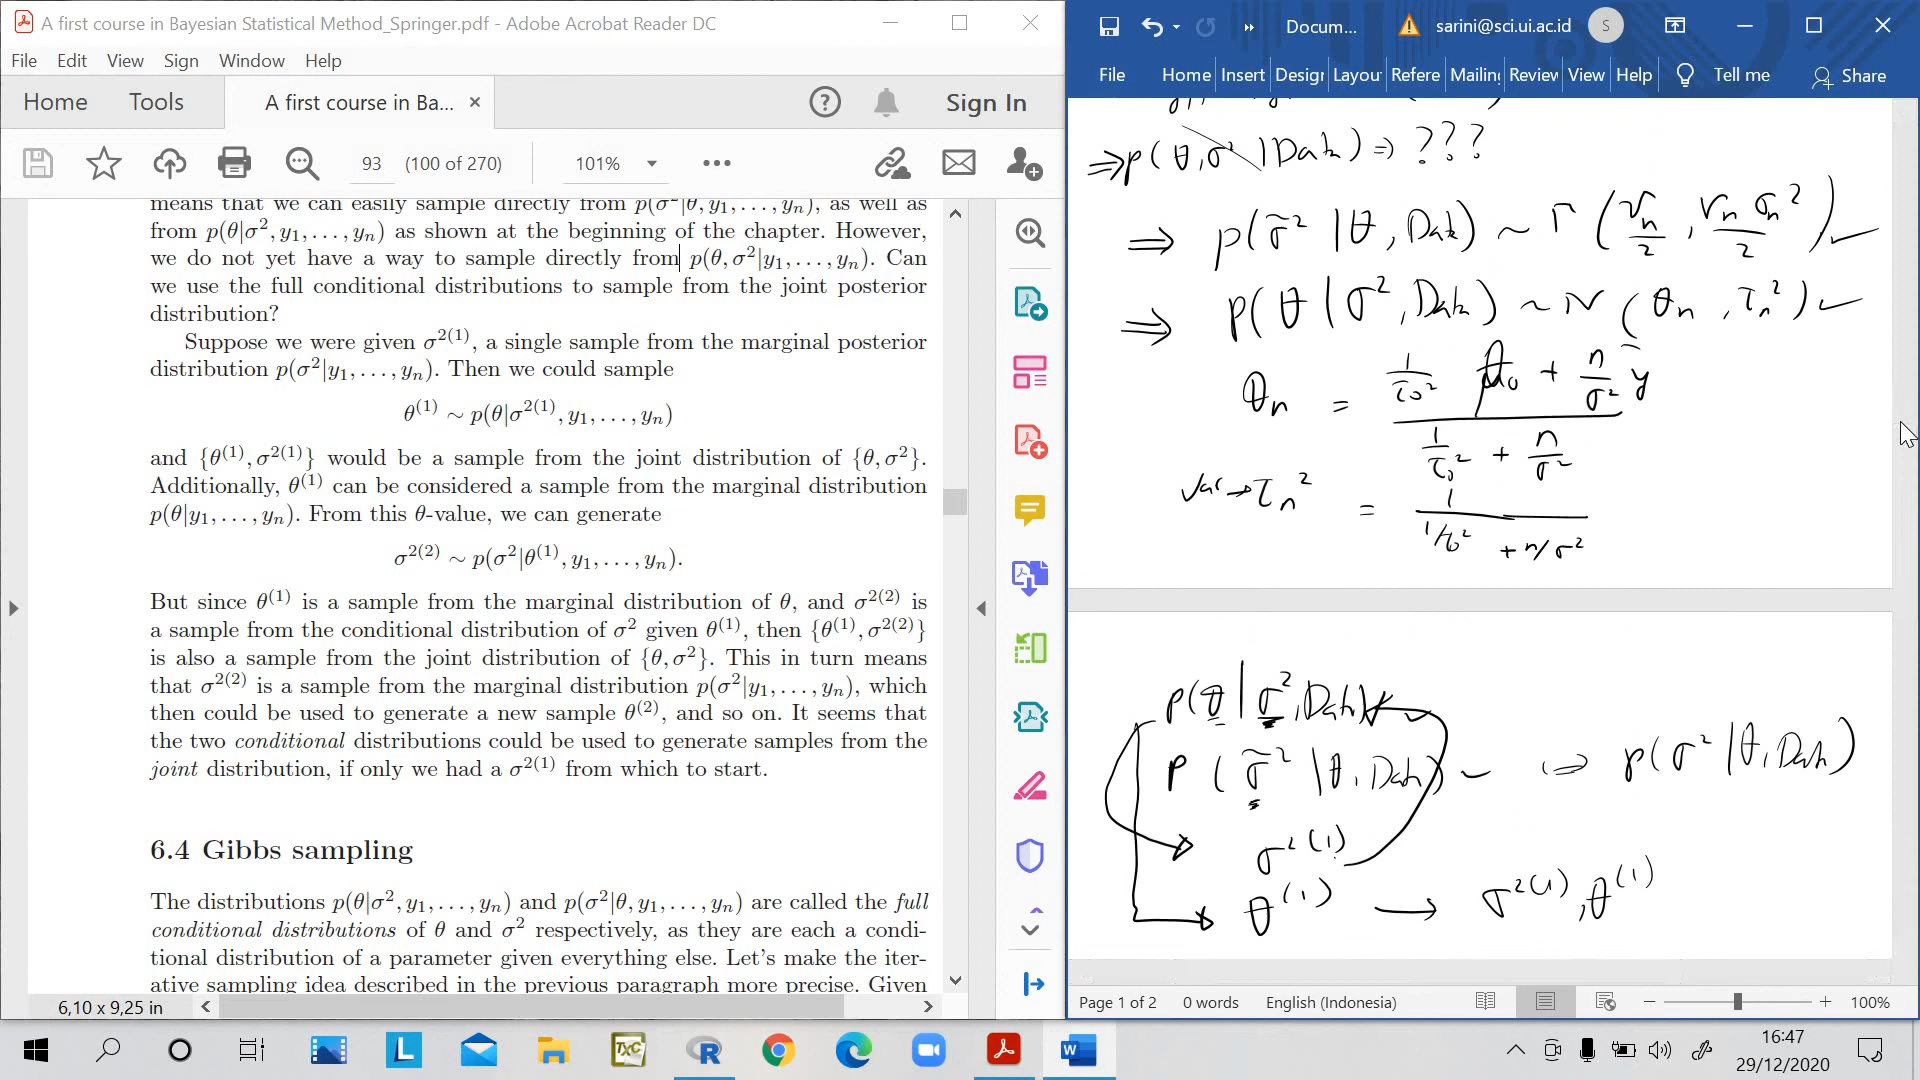 A first course in Bayesian Statistical Method_Springer.pdf - Adobe Acrobat Reader DC
File Edit View Sign Window Help
Home Tools A first course in Ba... × Sign In
93 (100 of 270) 101%
means that we can easily sample directly from p(σ²|θ, y₁, . . . , yₙ), as well as
from p(θ|σ², y₁, . . . , yₙ) as shown at the beginning of the chapter. However,
we do not yet have a way to sample directly from p(θ, σ²|y₁, . . . , yₙ). Can
we use the full conditional distributions to sample from the joint posterior
distribution?
Suppose we were given σ²⁽¹⁾, a single sample from the marginal posterior
distribution p(σ²|y₁, . . . , yₙ). Then we could sample
θ⁽¹⁾ ∼ p(θ|σ²⁽¹⁾, y₁, . . . , yₙ)
and {θ⁽¹⁾, σ²⁽¹⁾} would be a sample from the joint distribution of {θ, σ²}.
Additionally, θ⁽¹⁾ can be considered a sample from the marginal distribution
p(θ|y₁, . . . , yₙ). From this θ-value, we can generate
σ²⁽²⁾ ∼ p(σ²|θ⁽¹⁾, y₁, . . . , yₙ).
But since θ⁽¹⁾ is a sample from the marginal distribution of θ, and σ²⁽²⁾ is
a sample from the conditional distribution of σ² given θ⁽¹⁾, then {θ⁽¹⁾, σ²⁽²⁾}
is also a sample from the joint distribution of {θ, σ²}. This in turn means
that σ²⁽²⁾ is a sample from the marginal distribution p(σ²|y₁, . . . , yₙ), which
then could be used to generate a new sample θ⁽²⁾, and so on. It seems that
the two conditional distributions could be used to generate samples from the
joint distribution, if only we had a σ²⁽¹⁾ from which to start.
6.4 Gibbs sampling
The distributions p(θ|σ², y₁, . . . , yₙ) and p(σ²|θ, y₁, . . . , yₙ) are called the full
conditional distributions of θ and σ² respectively, as they are each a condi-
tional distribution of a parameter given everything else. Let's make the iter-
ative sampling idea described in the previous paragraph more precise. Given
6,10 x 9,25 in
Docum... sarini@sci.ui.ac.id S
File Home Insert Desig Layou Refere Mailin Review View Help Tell me Share
⇒ p(θ, σ² | Data) ⇒ ???
⇒ p(σ̃² | θ, Data) ~ Γ (νₙ/2, νₙ σₙ²/2) ✓
⇒ p(θ | σ², Data) ~ N (θₙ, τₙ²) ✓
θₙ = (1/τ₀² θ₀ + n/σ² ȳ) / (1/τ₀² + n/σ²)
Var → τₙ² = 1 / (1/τ₀² + n/σ²)
p(θ | σ², Data) ✓
p(σ̃² | θ, Data) ~ ⇒ p(σ² | θ, Data)
σ²⁽¹⁾
θ⁽¹⁾ → σ²⁽¹⁾, θ⁽¹⁾
Page 1 of 2 0 words English (Indonesia) 100%
L TXC R W
16:47
29/12/2020